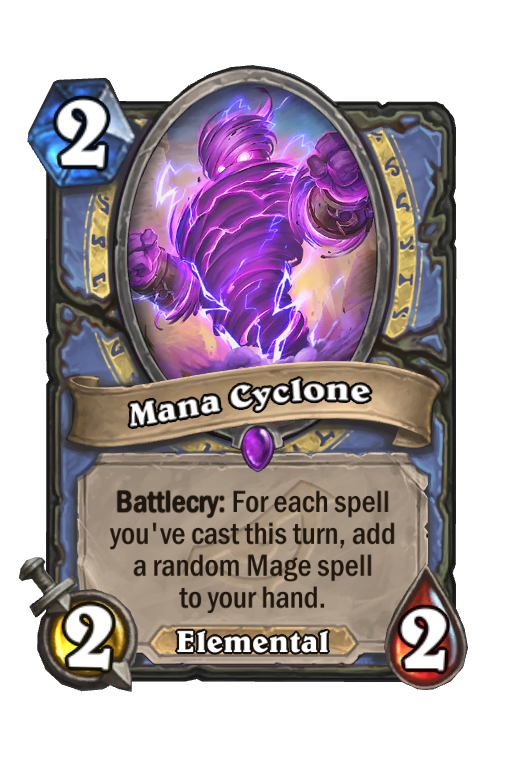 2
Mana Cyclone
Battlecry: For each spell
you've cast this turn, add
a random Mage spell
to your hand.
2
Elemental
2